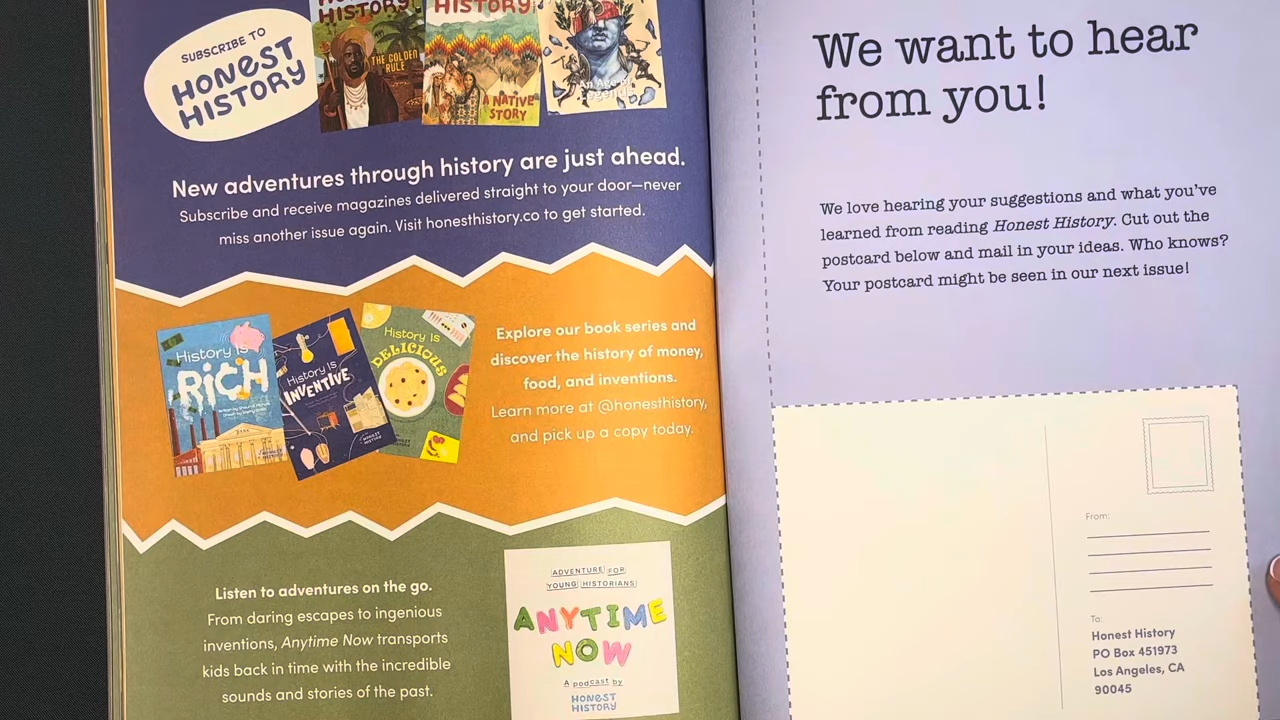 SUBSCRIBE TO
HONEST
HISTORY
HISTORY
THE GOLDEN
RULE
HISTORY
A NATIVE
STORY
An Age of
New adventures through history are just ahead.
Subscribe and receive magazines delivered straight to your door—never
miss another issue again. Visit honesthistory.co to get started.
History Is
RiCH
BANK
History Is
INVENTIVE
HONEST
HISTORY
History Is
DELICIOUS
Explore our book series and
discover the history of money,
food, and inventions.
Learn more at @honesthistory,
and pick up a copy today.
Listen to adventures on the go.
From daring escapes to ingenious
inventions, Anytime Now transports
kids back in time with the incredible
sounds and stories of the past.
ADVENTURE FOR
YOUNG HISTORIANS
ANYTIME
NOW
A podcast by
HONEST
HISTORY
We want to hear
from you!
We love hearing your suggestions and what you've
learned from reading Honest History. Cut out the
postcard below and mail in your ideas. Who knows?
Your postcard might be seen in our next issue!
From:
To:
Honest History
PO Box 451973
Los Angeles, CA
90045